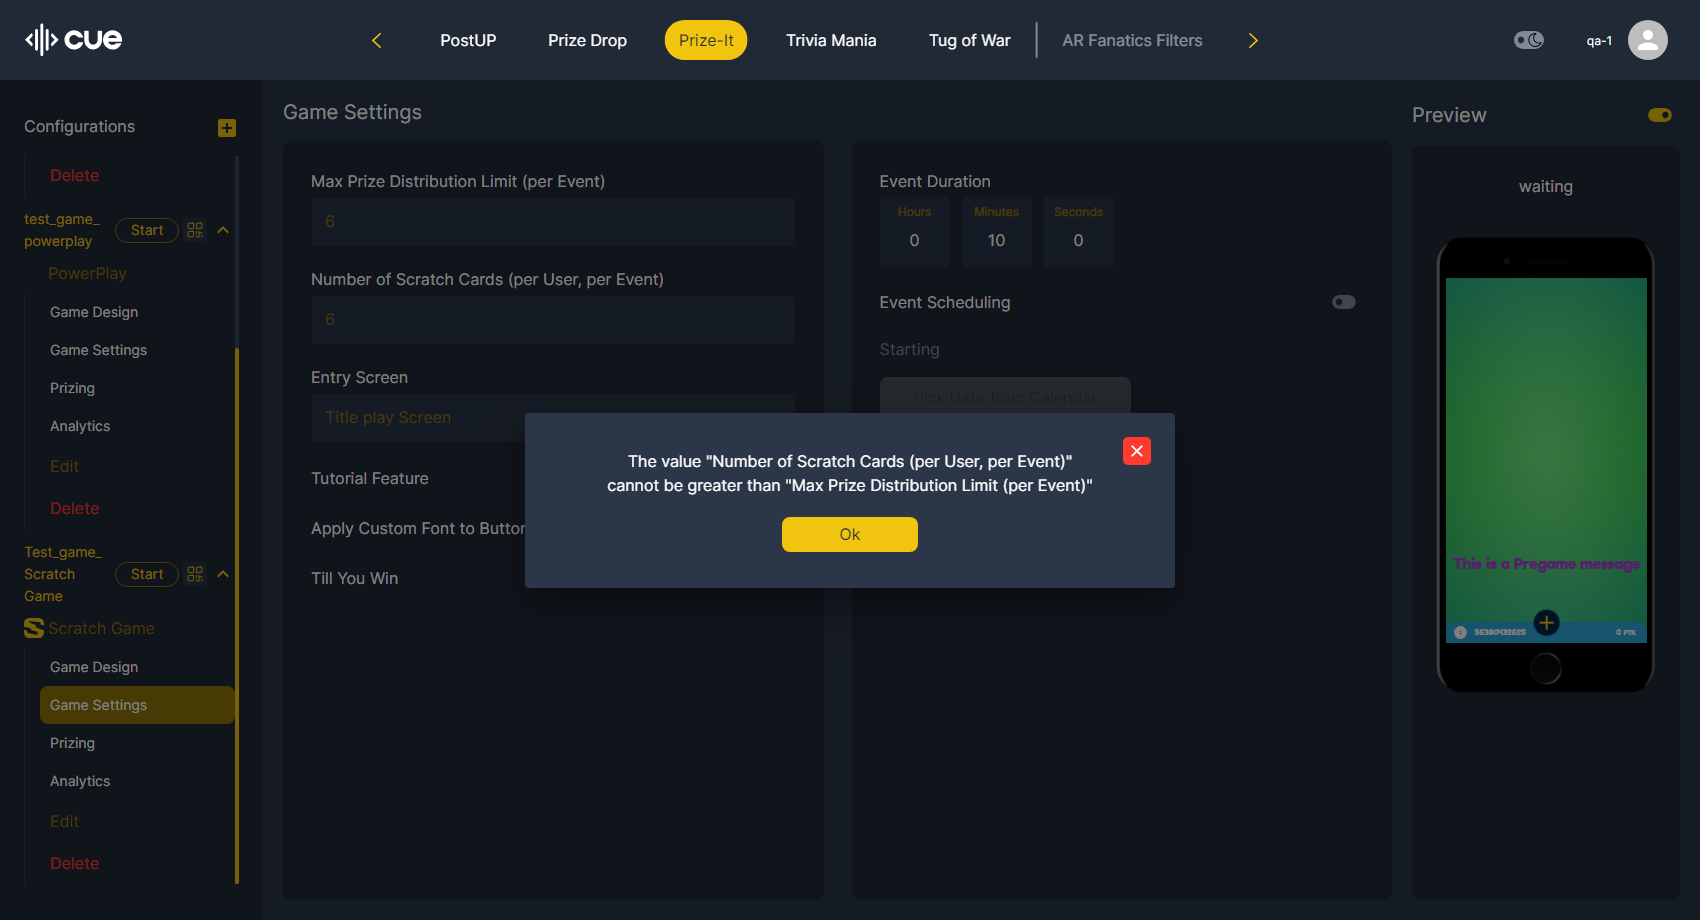 cue
PostUP
Prize Drop
Prize-It
Trivia Mania
Tug of War
AR Fanatics Filters
qa-1
Configurations
Delete
test_game_
powerplay
Start
PowerPlay
Game Design
Game Settings
Prizing
Analytics
Edit
Delete
Test_game_
Scratch
Game
Start
Scratch Game
Game Design
Game Settings
Prizing
Analytics
Edit
Delete
Game Settings
Max Prize Distribution Limit (per Event)
6
Number of Scratch Cards (per User, per Event)
6
Entry Screen
Title play Screen
Tutorial Feature
Apply Custom Font to Button
Till You Win
Event Duration
Hours
Minutes
Seconds
0
10
0
Event Scheduling
Starting
Pick Date from Calendar
The value "Number of Scratch Cards (per User, per Event)"
cannot be greater than "Max Prize Distribution Limit (per Event)"
Ok
Preview
waiting
This is a Pregame message
56380432625
0 PTS.